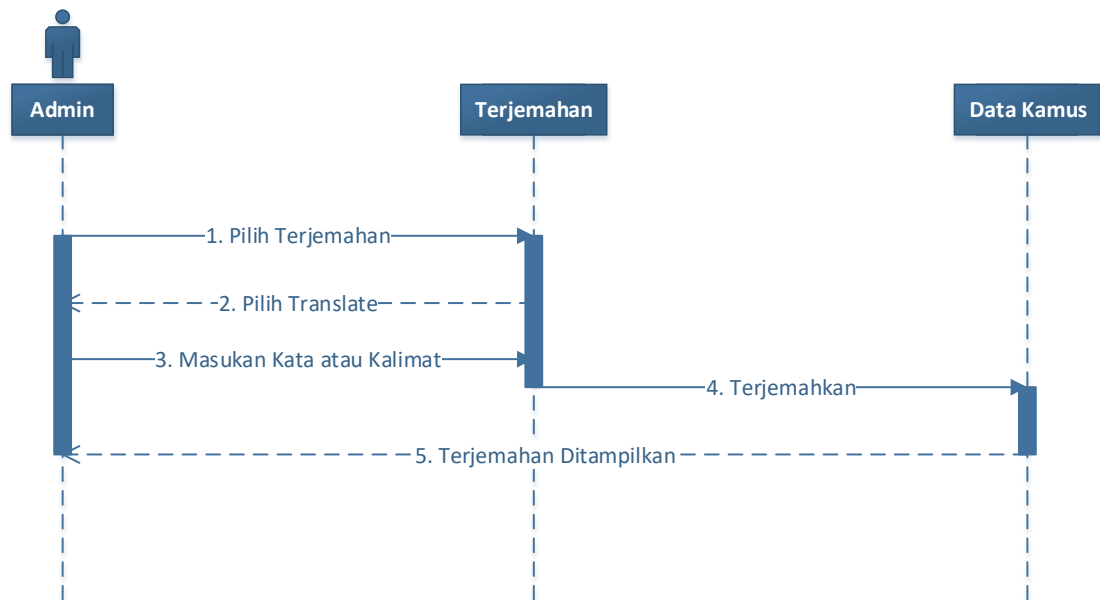 Admin
Terjemahan
Data Kamus
1. Pilih Terjemahan
2. Pilih Translate
3. Masukan Kata atau Kalimat
4. Terjemahkan
5. Terjemahan Ditampilkan